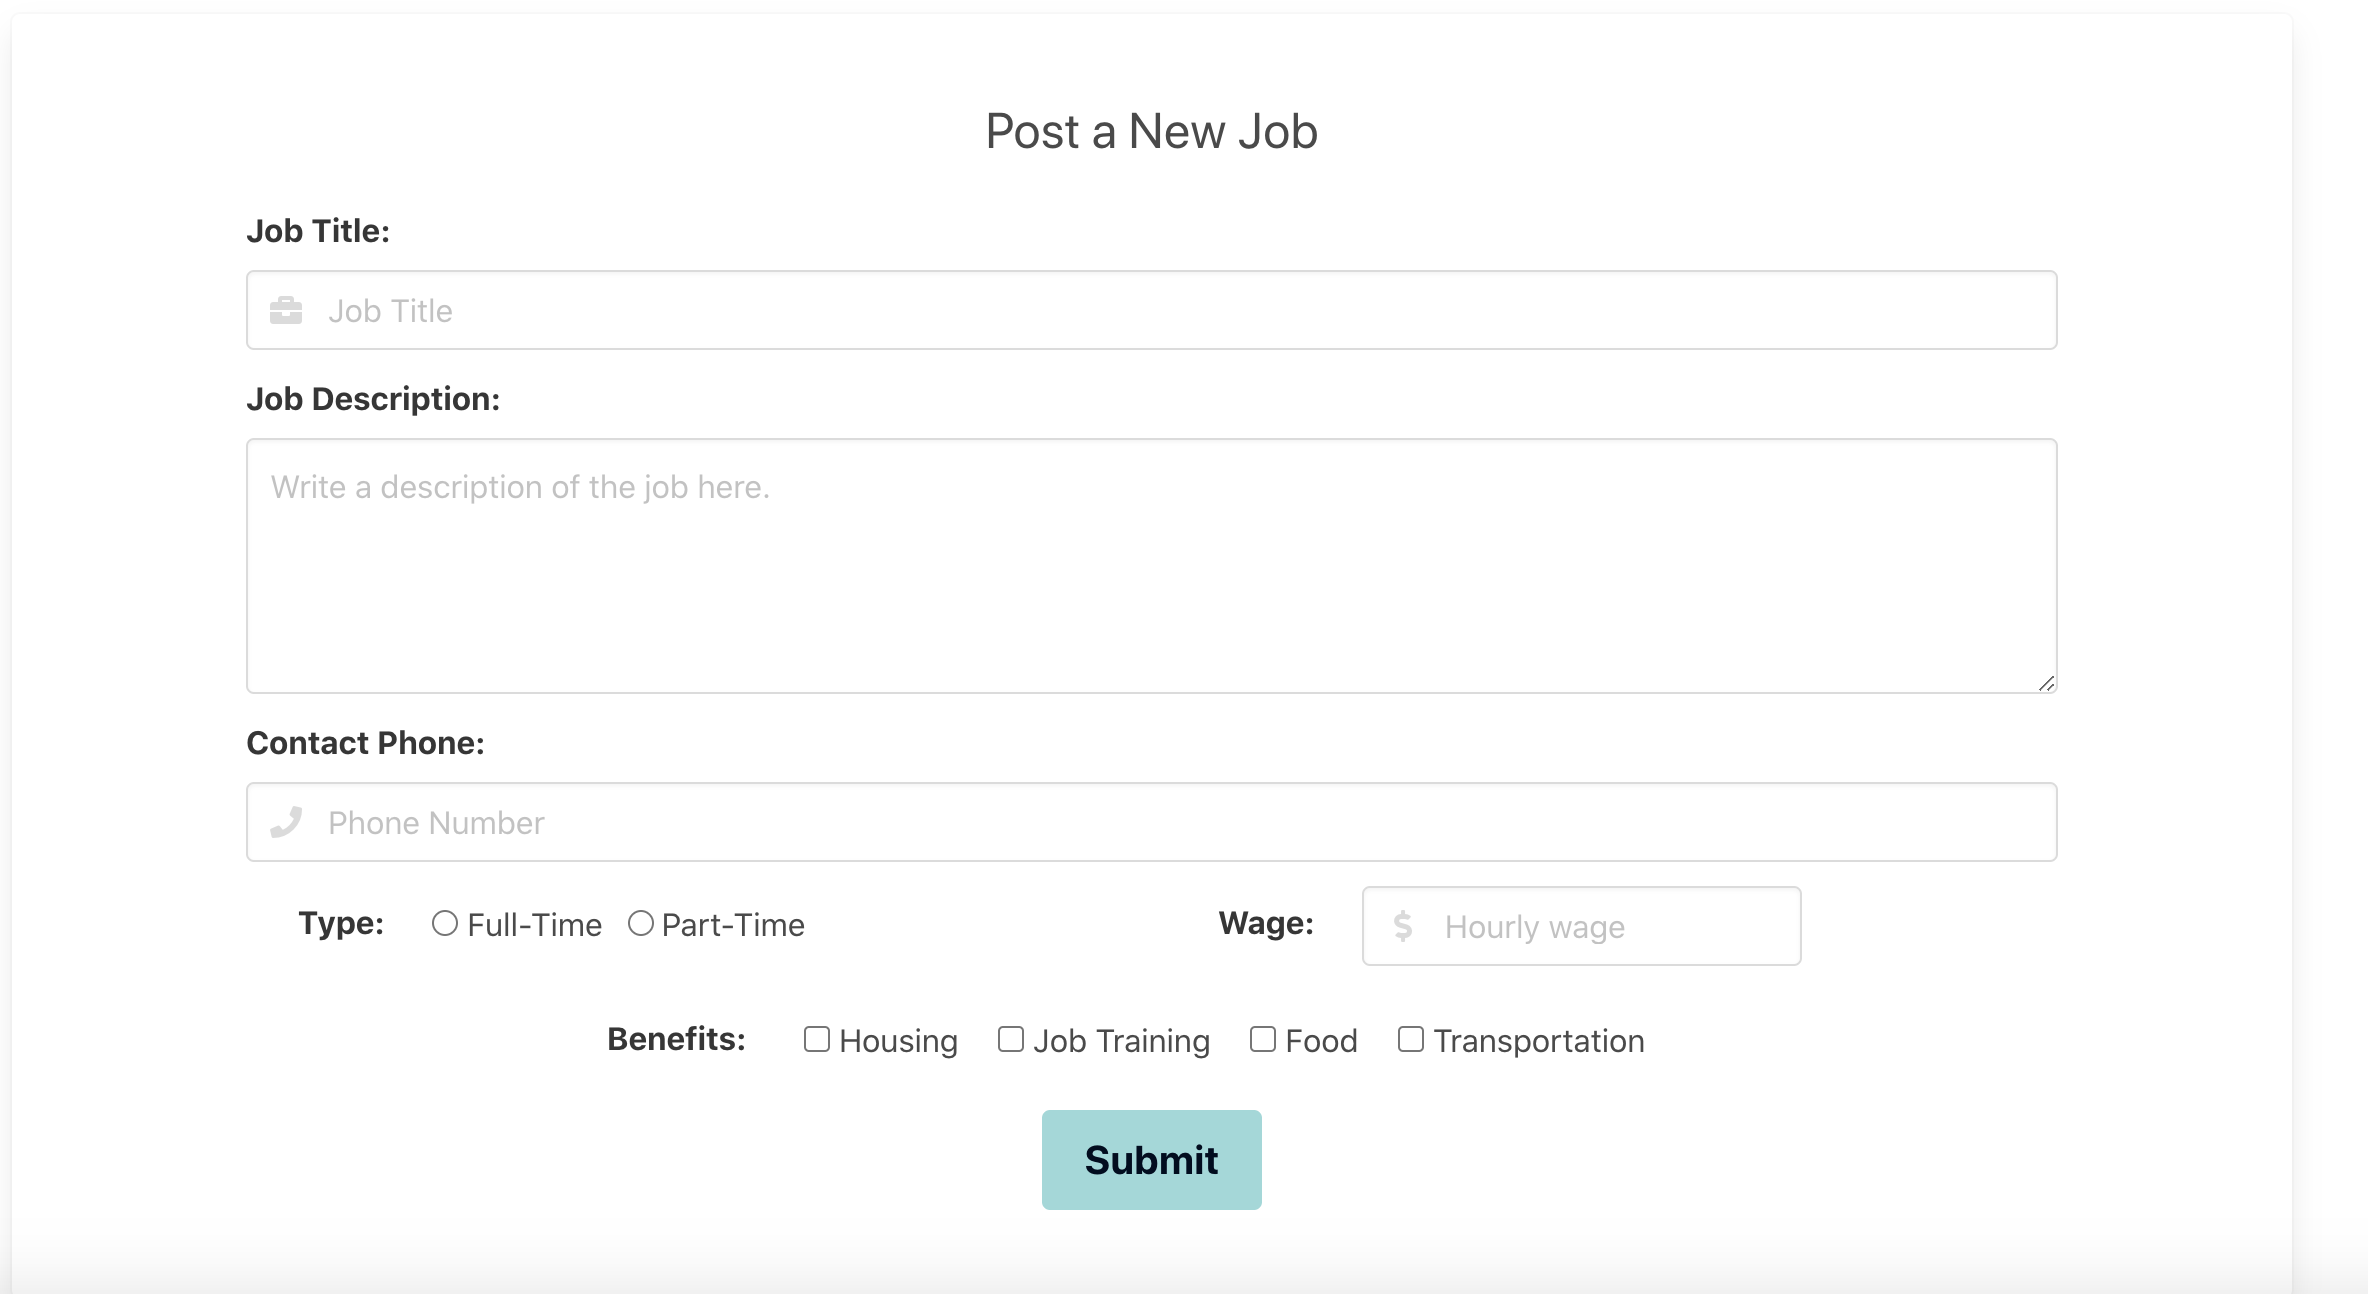 Post a New Job
Job Title:
Job Title
Job Description:
Write a description of the job here.
Contact Phone:
Phone Number
Type: Full-Time Part-Time Wage: $ Hourly wage
Benefits: Housing Job Training Food Transportation
Submit